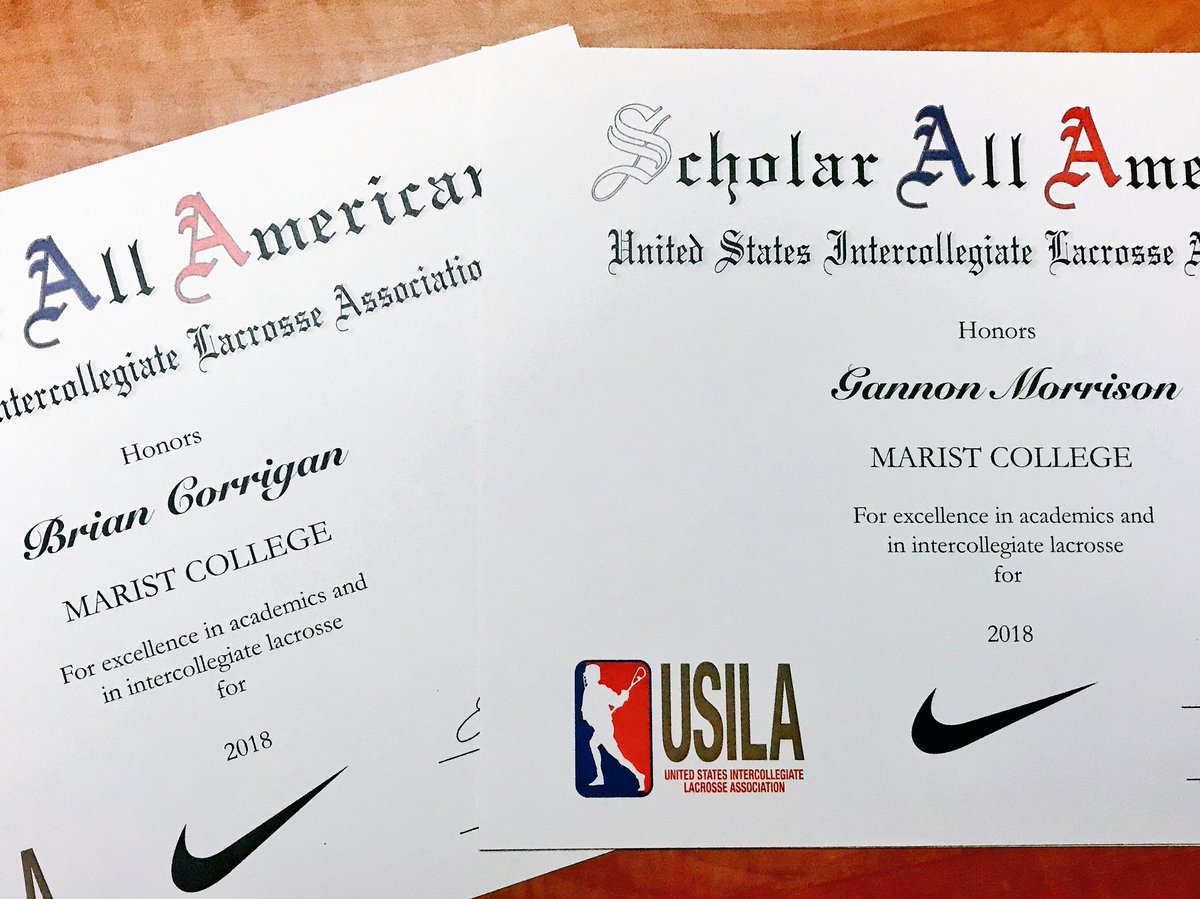 All American
Intercollegiate Lacrosse Associatio
Honors
Brian Corrigan
MARIST COLLEGE
For excellence in academics and
in intercollegiate lacrosse
for
2018
A
Scholar All Ame
United States Intercollegiate Lacrosse A
Honors
Gannon Morrison
MARIST COLLEGE
For excellence in academics and
in intercollegiate lacrosse
for
2018
USILA
UNITED STATES INTERCOLLEGIATE
LACROSSE ASSOCIATION